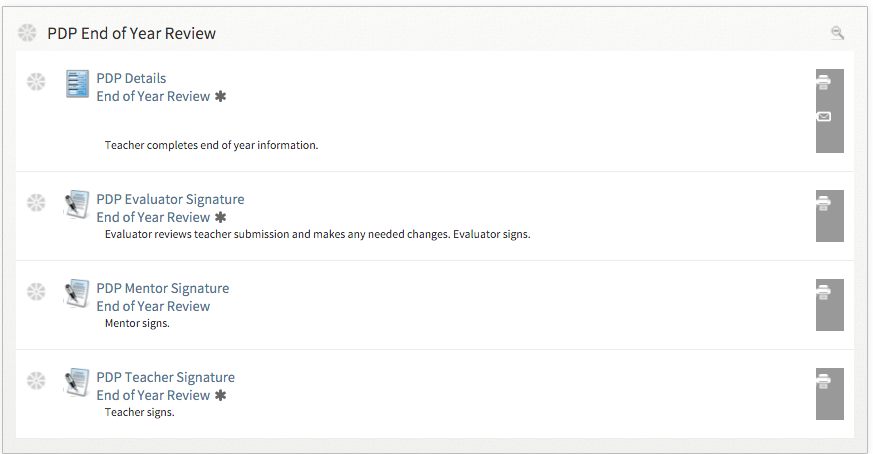 PDP End of Year Review
PDP Details
End of Year Review ✱
Teacher completes end of year information.
PDP Evaluator Signature
End of Year Review ✱
Evaluator reviews teacher submission and makes any needed changes. Evaluator signs.
PDP Mentor Signature
End of Year Review
Mentor signs.
PDP Teacher Signature
End of Year Review ✱
Teacher signs.